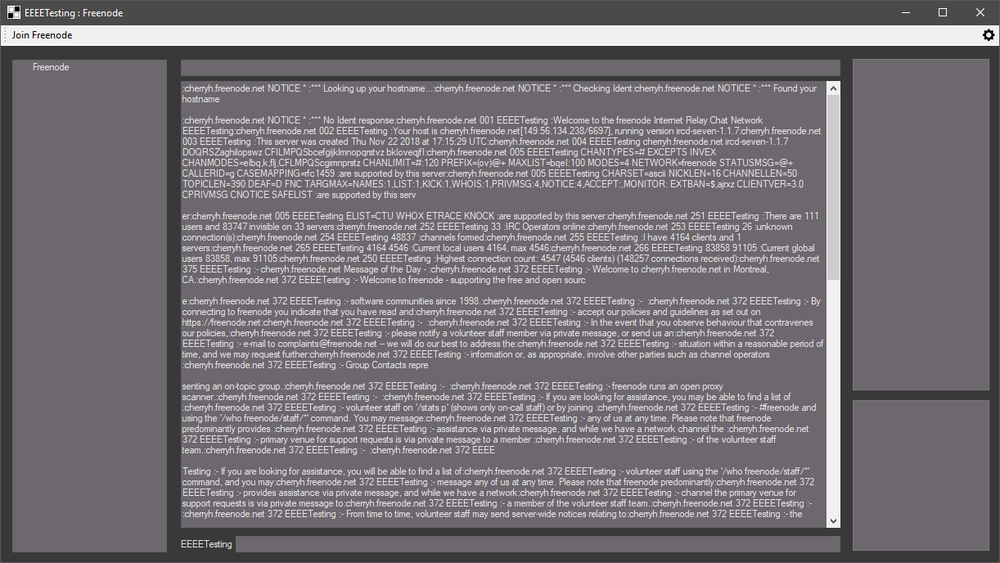 EEEETesting : Freenode
Join Freenode
Freenode
:cherryh.freenode.net NOTICE * :*** Looking up your hostname...:cherryh.freenode.net NOTICE * :*** Checking Ident:cherryh.freenode.net NOTICE * :*** Found your
hostname
:cherryh.freenode.net NOTICE * :*** No Ident response:cherryh.freenode.net 001 EEEETesting :Welcome to the freenode Internet Relay Chat Network
EEEETesting:cherryh.freenode.net 002 EEEETesting :Your host is cherryh.freenode.net[149.56.134.238/6697], running version ircd-seven-1.1.7:cherryh.freenode.net
003 EEEETesting :This server was created Thu Nov 22 2018 at 17:15:29 UTC:cherryh.freenode.net 004 EEEETesting cherryh.freenode.net ircd-seven-1.1.7
DOQRSZaghilopswz CFILMPQSbcefgijklmnopqrstvz bkloveqjfI:cherryh.freenode.net 005 EEEETesting CHANTYPES=# EXCEPTS INVEX
CHANMODES=eIbq,k,flj,CFLMPQScgimnprstz CHANLIMIT=#:120 PREFIX=(ov)@+ MAXLIST=bqeI:100 MODES=4 NETWORK=freenode STATUSMSG=@+
CALLERID=g CASEMAPPING=rfc1459 :are supported by this server:cherryh.freenode.net 005 EEEETesting CHARSET=ascii NICKLEN=16 CHANNELLEN=50
TOPICLEN=390 DEAF=D FNC TARGMAX=NAMES:1,LIST:1,KICK:1,WHOIS:1,PRIVMSG:4,NOTICE:4,ACCEPT:,MONITOR: EXTBAN=$,ajrxz CLIENTVER=3.0
CPRIVMSG CNOTICE SAFELIST :are supported by this serv
er:cherryh.freenode.net 005 EEEETesting ELIST=CTU WHOX ETRACE KNOCK :are supported by this server:cherryh.freenode.net 251 EEEETesting :There are 111
users and 83747 invisible on 33 servers:cherryh.freenode.net 252 EEEETesting 33 :IRC Operators online:cherryh.freenode.net 253 EEEETesting 26 :unknown
connection(s):cherryh.freenode.net 254 EEEETesting 48837 :channels formed:cherryh.freenode.net 255 EEEETesting :I have 4164 clients and 1
servers:cherryh.freenode.net 265 EEEETesting 4164 4546 :Current local users 4164, max 4546:cherryh.freenode.net 266 EEEETesting 83858 91105 :Current global
users 83858, max 91105:cherryh.freenode.net 250 EEEETesting :Highest connection count: 4547 (4546 clients) (148257 connections received):cherryh.freenode.net
375 EEEETesting :- cherryh.freenode.net Message of the Day - :cherryh.freenode.net 372 EEEETesting :- Welcome to cherryh.freenode.net in Montreal,
CA.:cherryh.freenode.net 372 EEEETesting :- Welcome to freenode - supporting the free and open sourc
e:cherryh.freenode.net 372 EEEETesting :- software communities since 1998.:cherryh.freenode.net 372 EEEETesting :-  :cherryh.freenode.net 372 EEEETesting :- By
connecting to freenode you indicate that you have read and:cherryh.freenode.net 372 EEEETesting :- accept our policies and guidelines as set out on
https://freenode.net:cherryh.freenode.net 372 EEEETesting :-  :cherryh.freenode.net 372 EEEETesting :- In the event that you observe behaviour that contravenes
our policies,:cherryh.freenode.net 372 EEEETesting :- please notify a volunteer staff member via private message, or send us an:cherryh.freenode.net 372
EEEETesting :- e-mail to complaints@freenode.net -- we will do our best to address the:cherryh.freenode.net 372 EEEETesting :- situation within a reasonable period of
time, and we may request further:cherryh.freenode.net 372 EEEETesting :- information or, as appropriate, involve other parties such as channel operators
:cherryh.freenode.net 372 EEEETesting :- Group Contacts repre
senting an on-topic group.:cherryh.freenode.net 372 EEEETesting :-  :cherryh.freenode.net 372 EEEETesting :- freenode runs an open proxy
scanner.:cherryh.freenode.net 372 EEEETesting :-  :cherryh.freenode.net 372 EEEETesting :- If you are looking for assistance, you may be able to find a list of
:cherryh.freenode.net 372 EEEETesting :- volunteer staff on '/stats p' (shows only on-call staff) or by joining :cherryh.freenode.net 372 EEEETesting :- #freenode and
using the '/who freenode/staff/*' command. You may message:cherryh.freenode.net 372 EEEETesting :- any of us at any time. Please note that freenode
predominantly provides :cherryh.freenode.net 372 EEEETesting :- assistance via private message, and while we have a network channel the :cherryh.freenode.net
372 EEEETesting :- primary venue for support requests is via private message to a member :cherryh.freenode.net 372 EEEETesting :- of the volunteer staff
team.:cherryh.freenode.net 372 EEEETesting :-  :cherryh.freenode.net 372 EEEE
Testing :- If you are looking for assistance, you will be able to find a list of:cherryh.freenode.net 372 EEEETesting :- volunteer staff using the '/who freenode/staff/*'
command, and you may:cherryh.freenode.net 372 EEEETesting :- message any of us at any time. Please note that freenode predominantly:cherryh.freenode.net 372
EEEETesting :- provides assistance via private message, and while we have a network:cherryh.freenode.net 372 EEEETesting :- channel the primary venue for
support requests is via private message to:cherryh.freenode.net 372 EEEETesting :- a member of the volunteer staff team.:cherryh.freenode.net 372 EEEETesting :-
:cherryh.freenode.net 372 EEEETesting :- From time to time, volunteer staff may send server-wide notices relating to:cherryh.freenode.net 372 EEEETesting :- the
EEEETesting